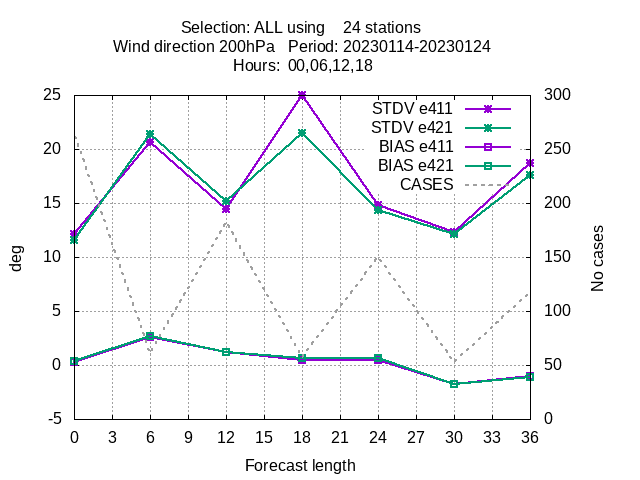 Selection: ALL using 24 stations
Wind direction 200hPa Period: 20230114-20230124
Hours: 00,06,12,18
25 300
STDV e411
STDV e421
20 250
BIAS e411
BIAS e421
CASES
15 200
deg
10 150
No cases
5 100
0 50
-5 0
0 3 6 9 12 15 18 21 24 27 30 33 36
Forecast length